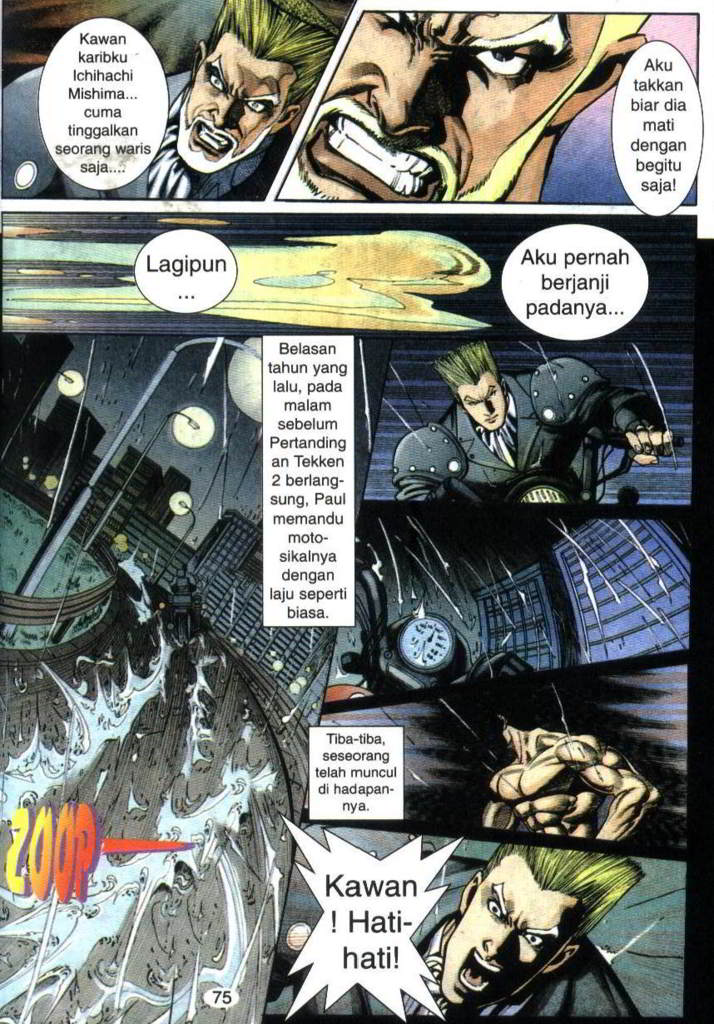 Kawan
karibku
Ichihachi
Mishima...
cuma
tinggalkan
seorang waris
saja....
Aku
takkan
biar dia
mati
dengan
begitu
saja!
Lagipun
...
Aku pernah
berjanji
padanya...
Belasan
tahun yang
lalu, pada
malam
sebelum
Pertanding
an Tekken
2 berlang-
sung, Paul
memandu
moto-
sikalnya
dengan
laju seperti
biasa.
Tiba-tiba,
seseorang
telah muncul
di hadapan-
nya.
ZOOP
Kawan
! Hati-
hati!
75